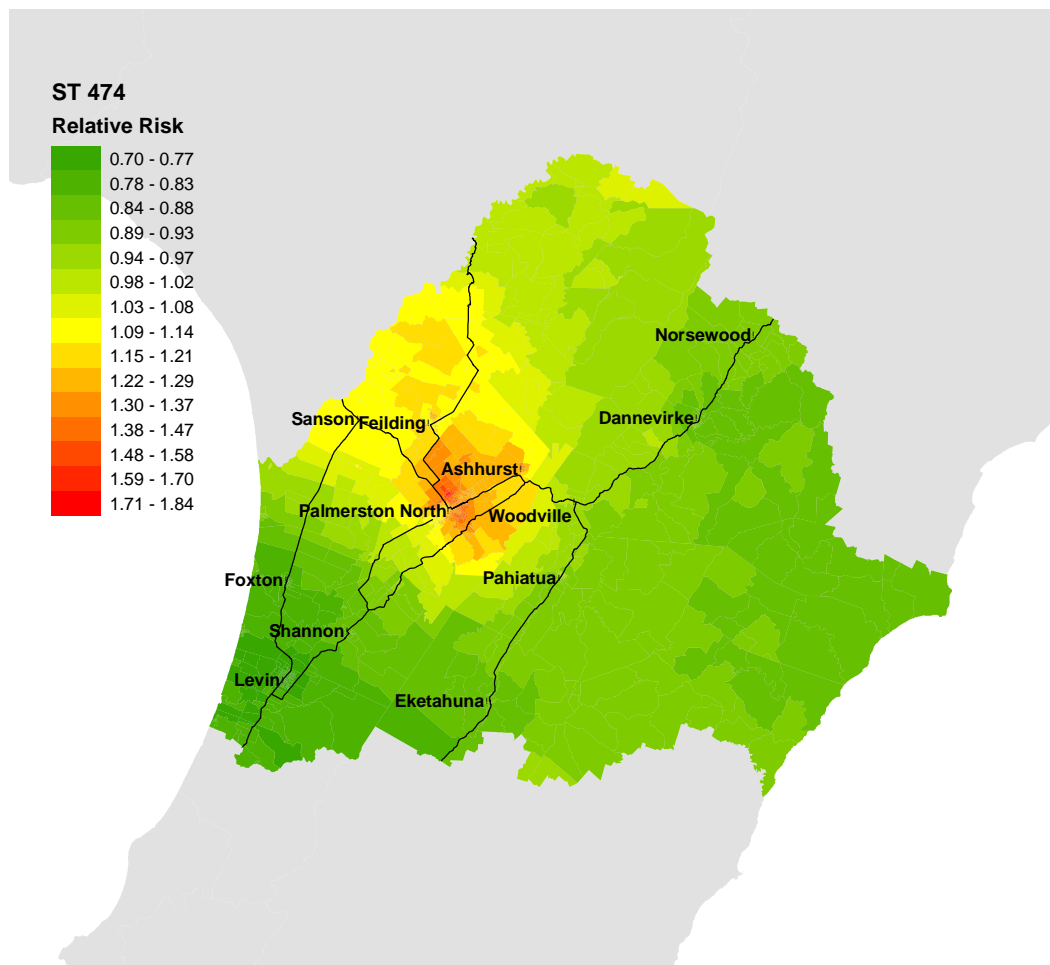 ST 474
Relative Risk
0.70 - 0.77
0.78 - 0.83
0.84 - 0.88
0.89 - 0.93
0.94 - 0.97
0.98 - 1.02
1.03 - 1.08
1.09 - 1.14
1.15 - 1.21
1.22 - 1.29
1.30 - 1.37
1.38 - 1.47
1.48 - 1.58
1.59 - 1.70
1.71 - 1.84
Norsewood
Sanson
Feilding
Dannevirke
Ashhurst
Palmerston North
Woodville
Foxton
Pahiatua
Shannon
Levin
Eketahuna